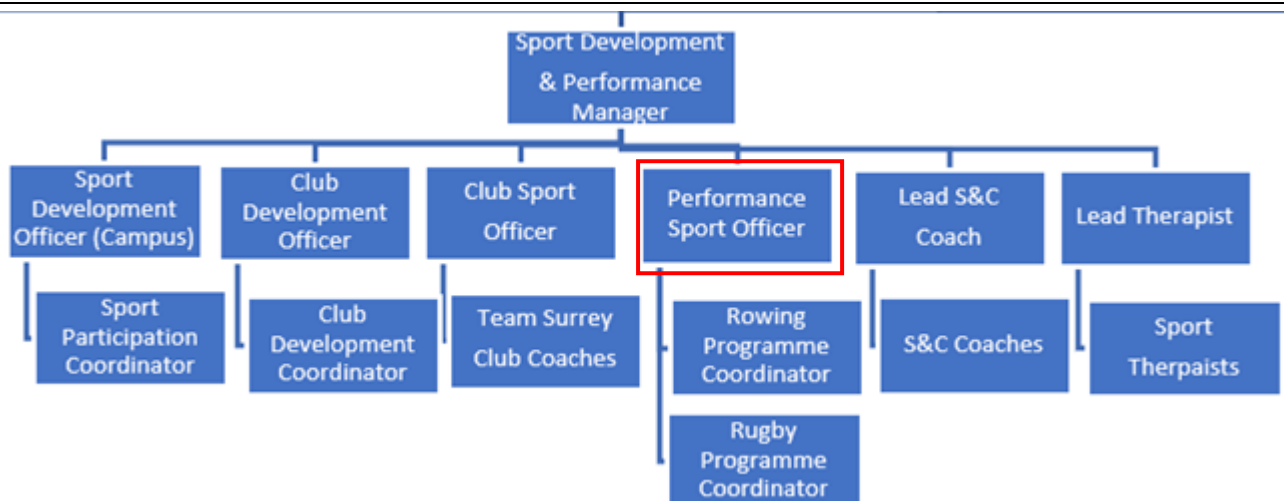 Sport Development
& Performance
Manager
Sport
Development
Officer (Campus)
Club
Development
Officer
Club Sport
Officer
Performance
Sport Officer
Lead S&C
Coach
Lead Therapist
Sport
Participation
Coordinator
Club
Development
Coordinator
Team Surrey
Club Coaches
Rowing
Programme
Coordinator
S&C Coaches
Sport
Therpaists
Rugby
Programme
Coordinator